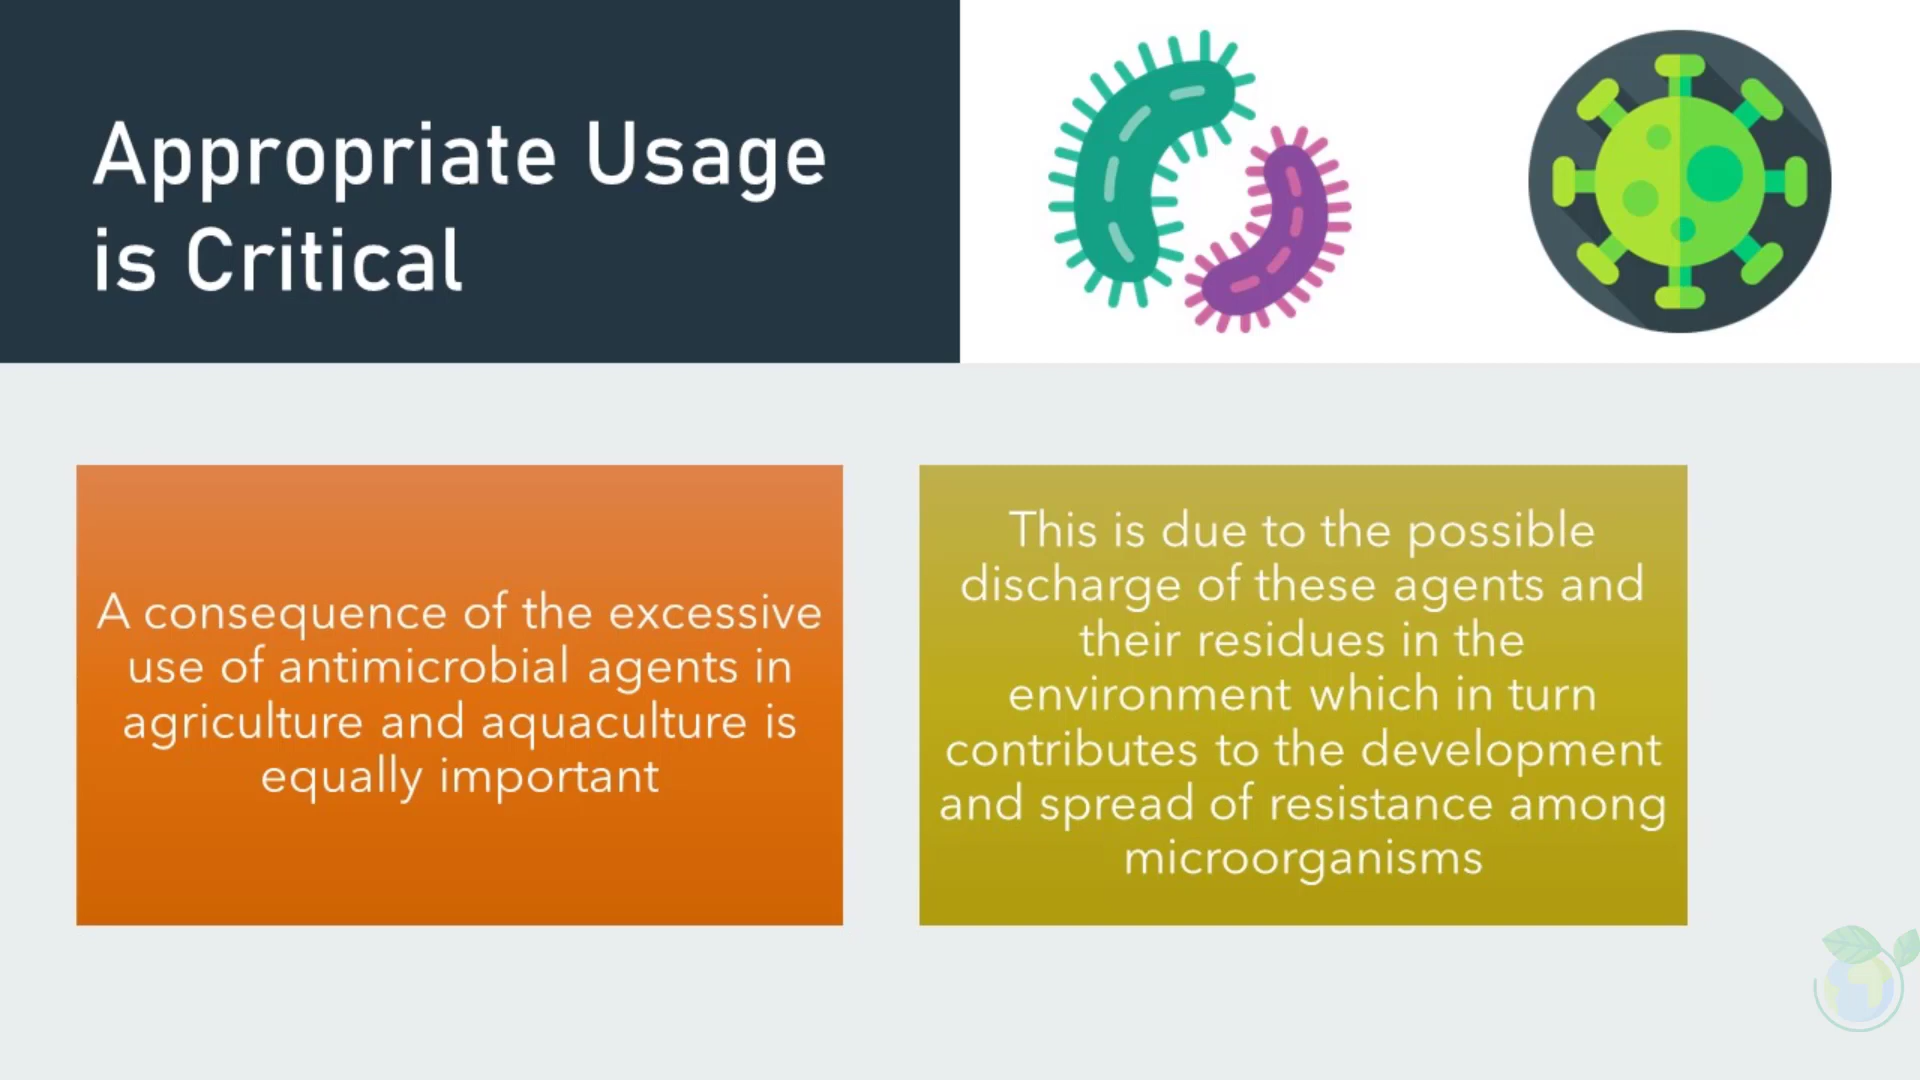 Appropriate Usage
is Critical
A consequence of the excessive
use of antimicrobial agents in
agriculture and aquaculture is
equally important
This is due to the possible
discharge of these agents and
their residues in the
environment which in turn
contributes to the development
and spread of resistance among
microorganisms